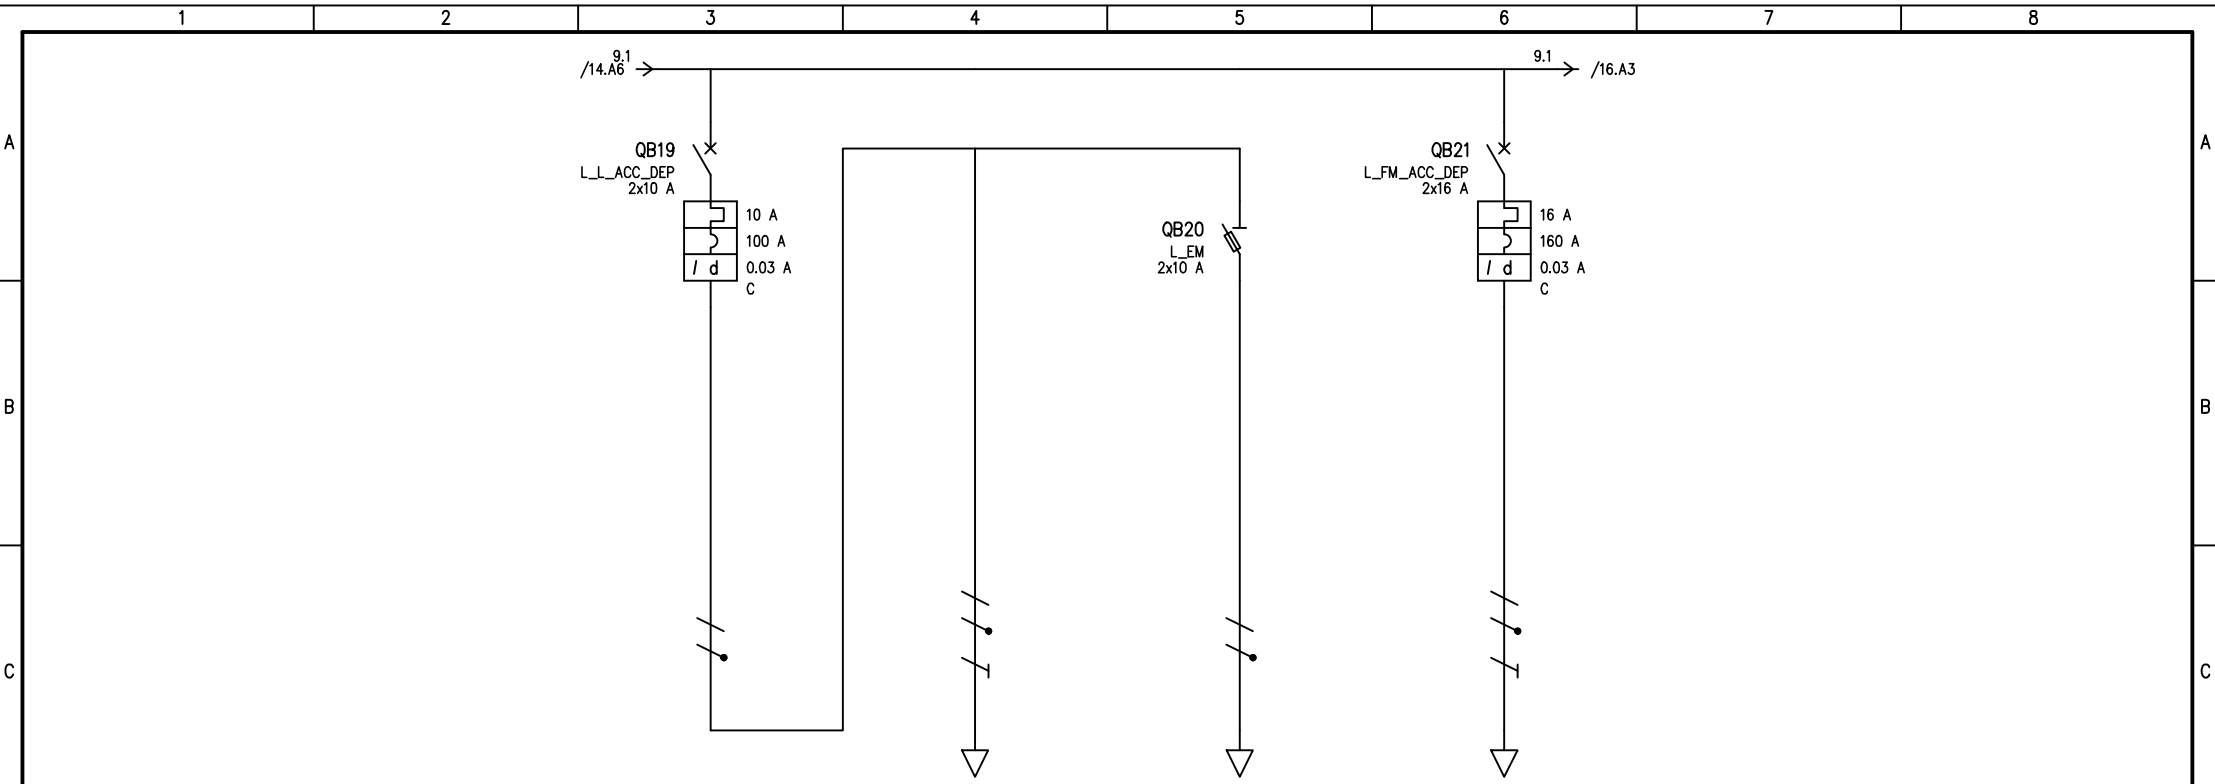 1 2 3 4 5 6 7 8
9.1
/14.A6
9.1
/16.A3
A
A
QB19
L_L_ACC_DEP
2x10 A
10 A
100 A
I d 0.03 A
C
QB20
L_EM
2x10 A
QB21
L_FM_ACC_DEP
2x16 A
16 A
160 A
I d 0.03 A
C
B
B
C
C